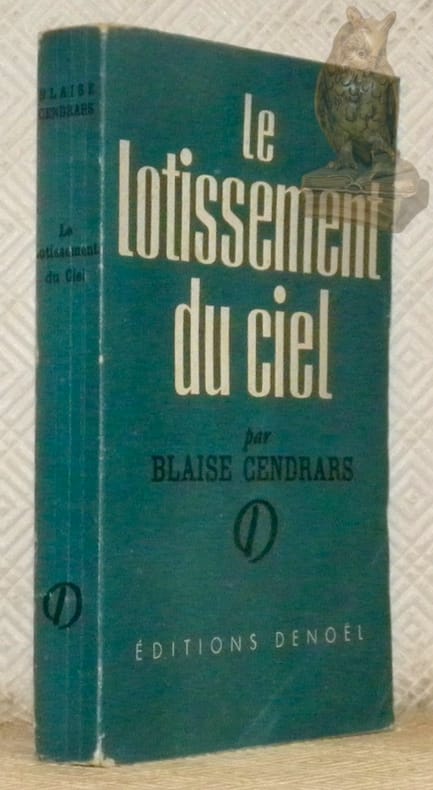 BLAISE
CENDRARS
Le
Lotissement
du Ciel
le
lotissement
du ciel
par
BLAISE CENDRARS
D
ÉDITIONS DENOËL